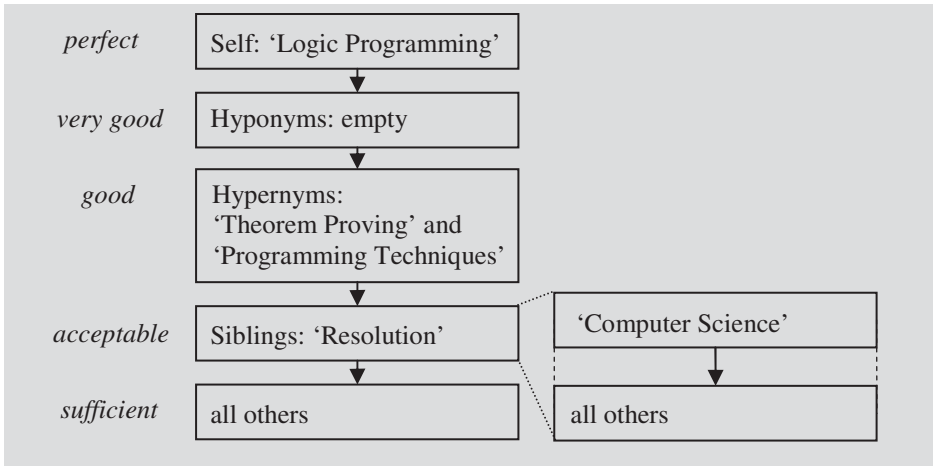 perfect
Self: ‘Logic Programming’
very good
Hyponyms: empty
good
Hypernyms:
‘Theorem Proving’ and
‘Programming Techniques’
acceptable
Siblings: ‘Resolution’
‘Computer Science’
sufficient
all others
all others